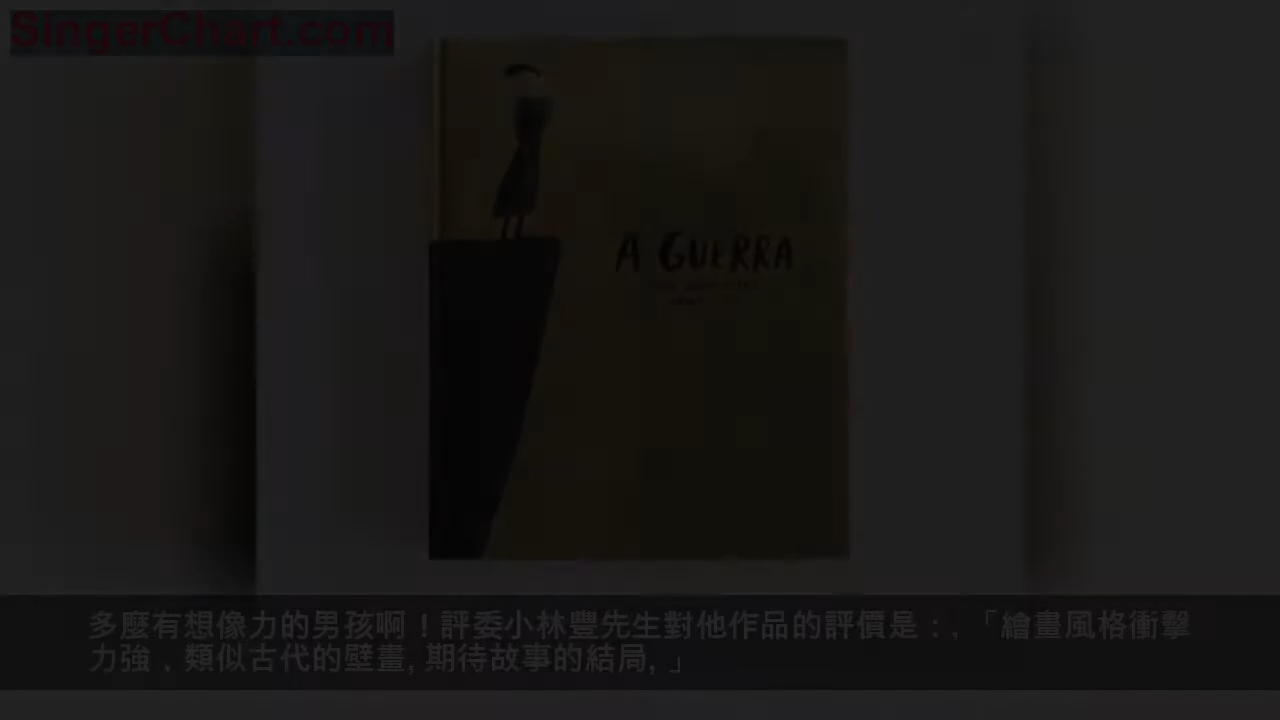 SingerChart.com
A GUERRA
多麼有想像力的男孩啊！評委小林豐先生對他作品的評價是：,「繪畫風格衝擊
力強﹐類似古代的壁畫, 期待故事的結局, 」